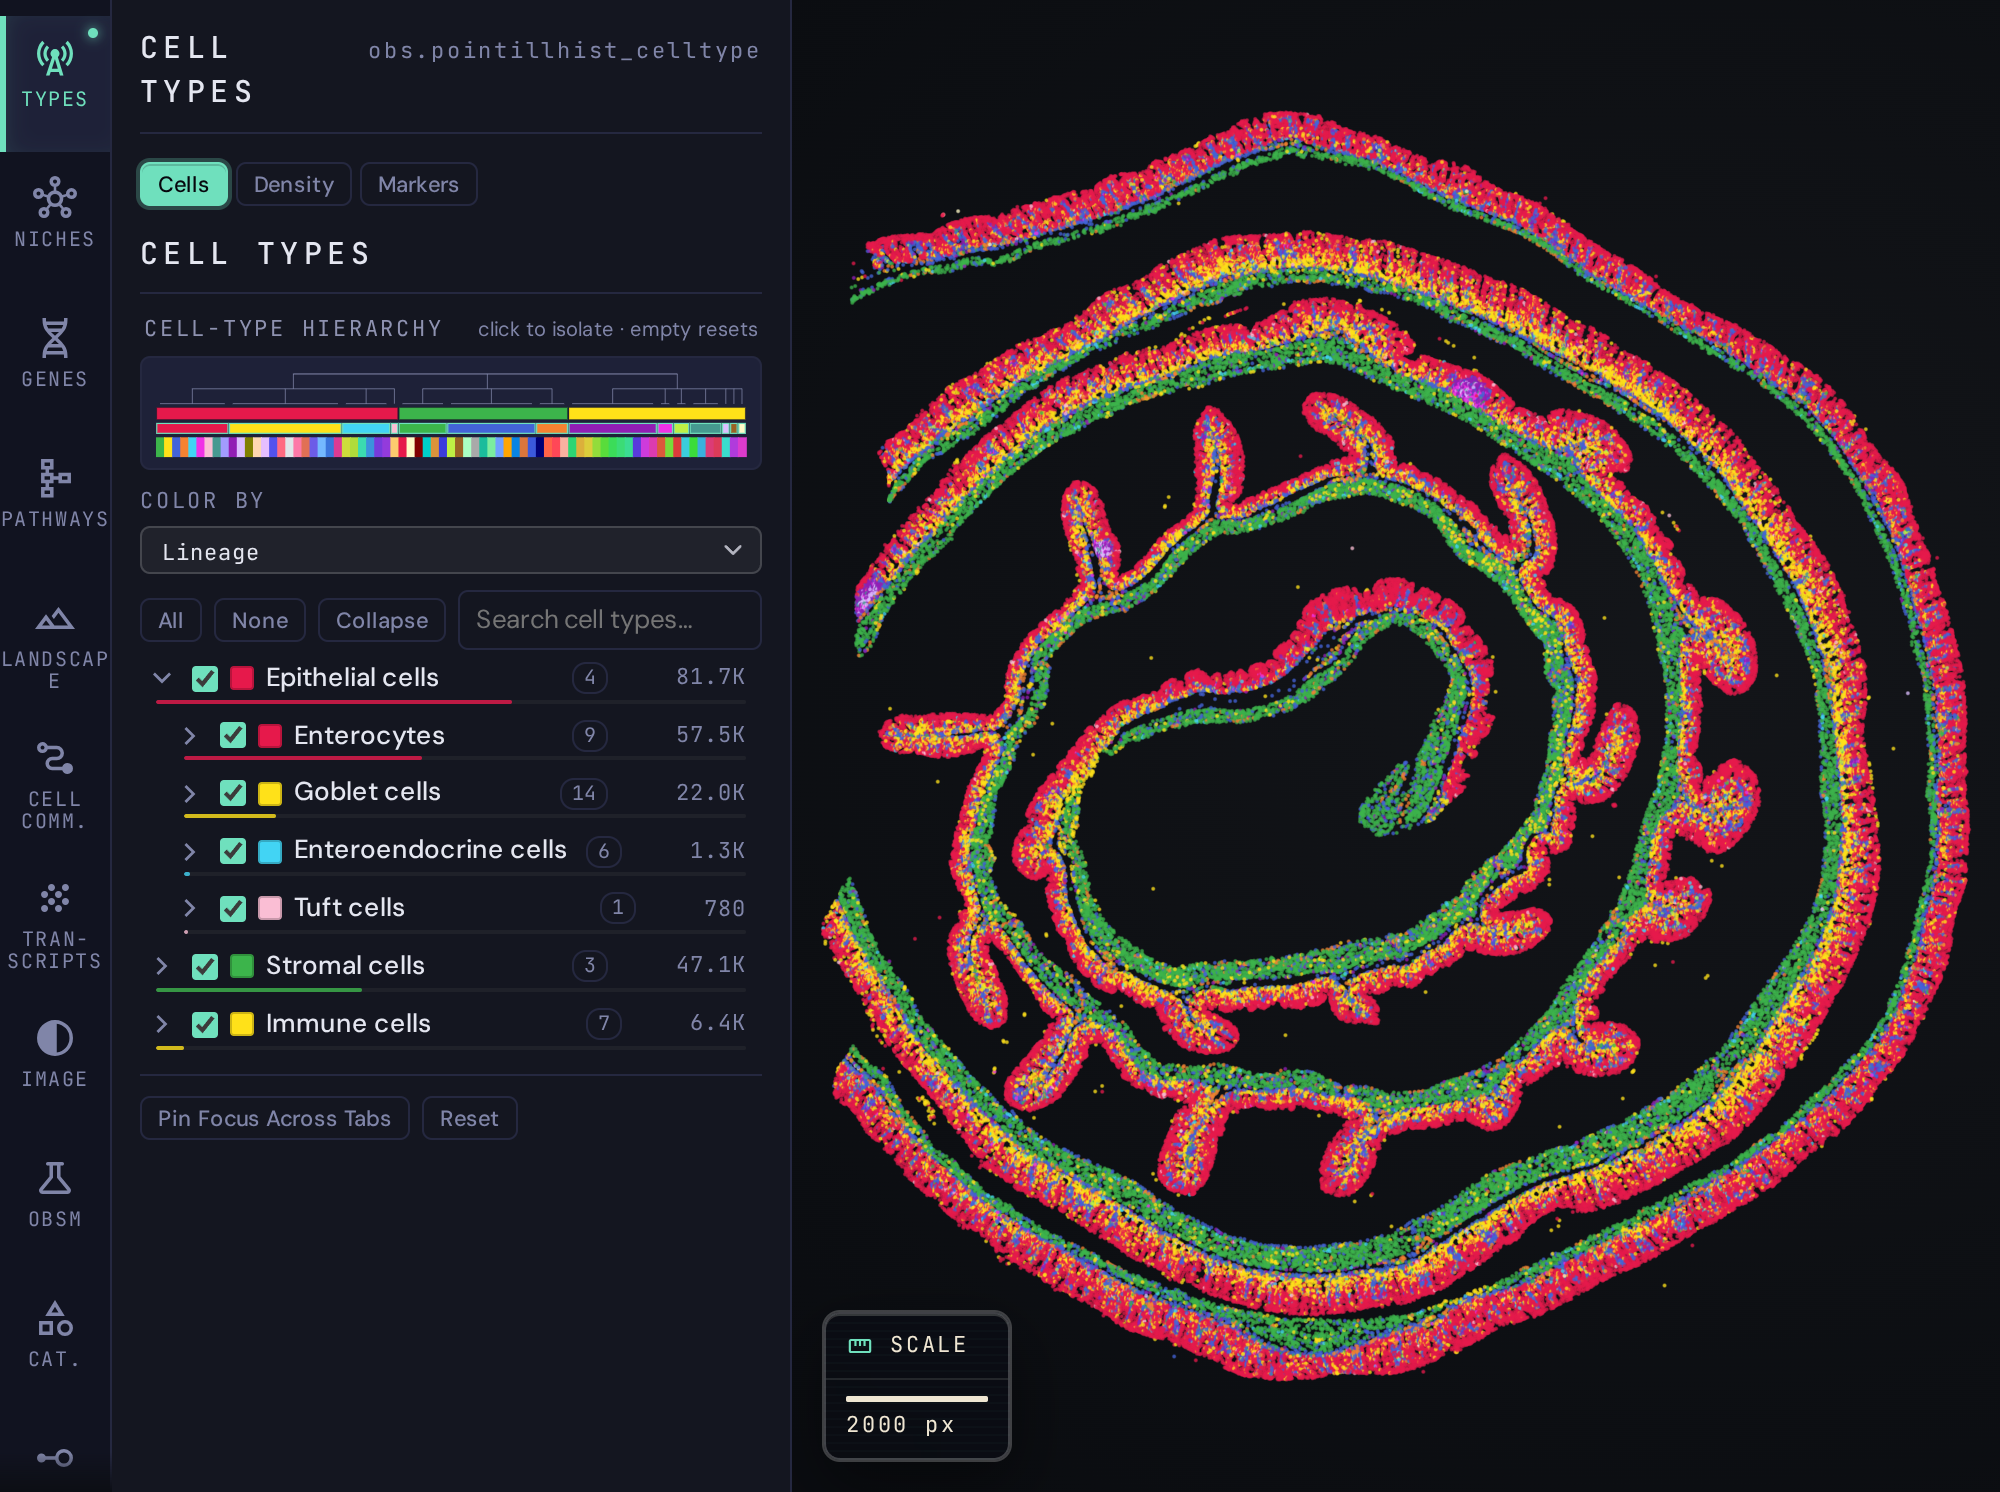 TYPES
NICHES
GENES
PATHWAYS
LANDSCAP
E
CELL
COMM.
TRAN-
SCRIPTS
IMAGE
OBSM
CAT.
CELL
TYPES
obs.pointillhist_celltype
Cells Density Markers
CELL TYPES
CELL-TYPE HIERARCHY click to isolate · empty resets
COLOR BY
Lineage
All None Collapse Search cell types...
Epithelial cells 4 81.7K
Enterocytes 9 57.5K
Goblet cells 14 22.0K
Enteroendocrine cells 6 1.3K
Tuft cells 1 780
Stromal cells 3 47.1K
Immune cells 7 6.4K
Pin Focus Across Tabs Reset
SCALE
2000 px